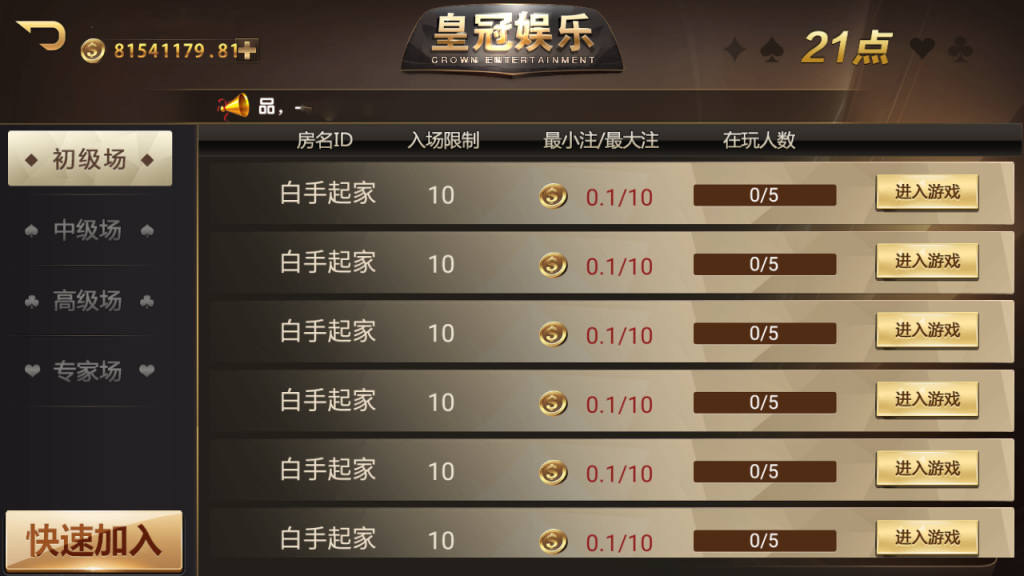 皇冠娱乐
CROWN ENTERTAINMENT
81541179.81+
21点
品，
房名ID 入场限制 最小注/最大注 在玩人数
初级场
中级场
高级场
专家场
快速加入
白手起家 10 0.1/10 0/5 进入游戏
白手起家 10 0.1/10 0/5 进入游戏
白手起家 10 0.1/10 0/5 进入游戏
白手起家 10 0.1/10 0/5 进入游戏
白手起家 10 0.1/10 0/5 进入游戏
白手起家 10 0.1/10 0/5 进入游戏